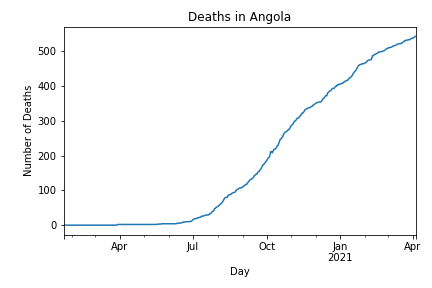 Deaths in Angola
Number of Deaths
500
400
300
200
100
0
Apr
Jul
Oct
Jan
2021
Apr
Day